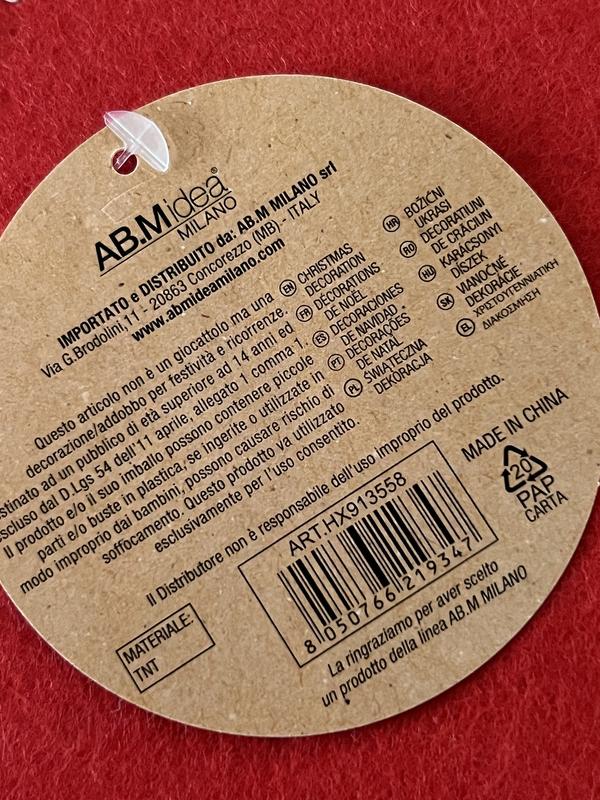 AB.M idea®
MILANO
IMPORTATO e DISTRIBUITO da: AB.M MILANO srl
Via G.Brodolini,11 - 20863 Concorezzo (MB) - ITALY
www.abmideamilano.com
Questo articolo non è un giocattolo ma una
decorazione/addobbo per festività e ricorrenze.
ad un pubblico di età superiore ad 14 anni ed
dal D.Lgs 54 dell'11 aprile, allegato 1 comma 1.
Il prodotto e/o il suo imballo possono contenere piccole
parti e/o buste in plastica, se ingerite o utilizzate in
modo improprio dai bambini, possono causare rischio di
soffocamento. Questo prodotto va utilizzato
esclusivamente per l'uso consentito.
EN CHRISTMAS
DECORATION
FR DÉCORATIONS
DE NOËL
ES DECORACIONES
DE NAVIDAD
PT DECORAÇÕES
DE NATAL
PL ŚWIĄTECZNA
DEKORACJA
HR BOŽIĆNI
UKRASI
RO DECORATIUNI
DE CRĂCIUN
HU KARÁCSONYI
DÍSZEK
SK VIANOČNÉ
DEKORÁCIE
EL ΧΡΙΣΤΟΥΓΕΝΝΙΑΤΙΚΗ
ΔΙΑΚΟΣΜΗΣΗ
Il Distributore non è responsabile dell'uso improprio del prodotto.
MATERIALE:
TNT
ART.HX913558
8 050766 219347
MADE IN CHINA
20
PAP
CARTA
La ringraziamo per aver scelto
un prodotto della linea AB.M MILANO